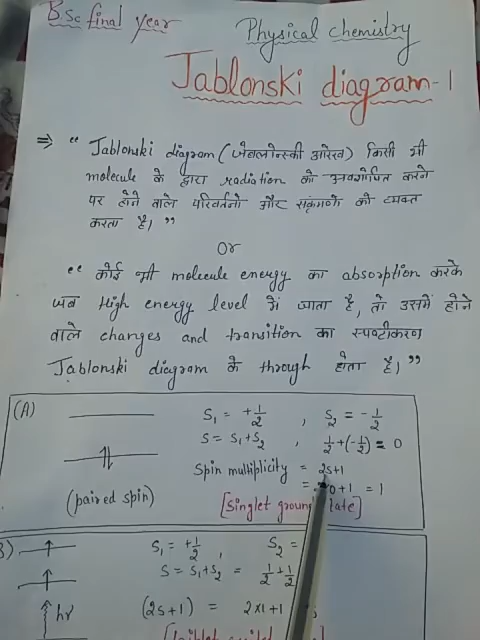 B.Sc final year
Physical chemistry
Jablonski diagram-1
⇒ “ Jablonski diagram (जेबलोन्स्की आरेख) किसी भी
molecule के द्वारा radiation को अवशोषित करने
पर होने वाले परिवर्तनो और संक्रमणो को व्यक्त
करता है। ”
Or
“ कोई भी molecule energy का absorption करके
जब High energy level में जाता है, तो उसमें होने
वाले changes and transition का स्पष्टीकरण
Jablonski diagram के through होता है। ”
(A) S₁ = +1/2 , S₂ = -1/2
S = S₁+S₂ , 1/2+(-1/2) = 0
Spin multiplicity = 2S+1
(paired spin) = 0+1 = 1
[Singlet ground
S₁ = +1/2 , S₂ =
S = S₁+S₂ = 1/2+1/2
hν (2S+1) = 2×1+1